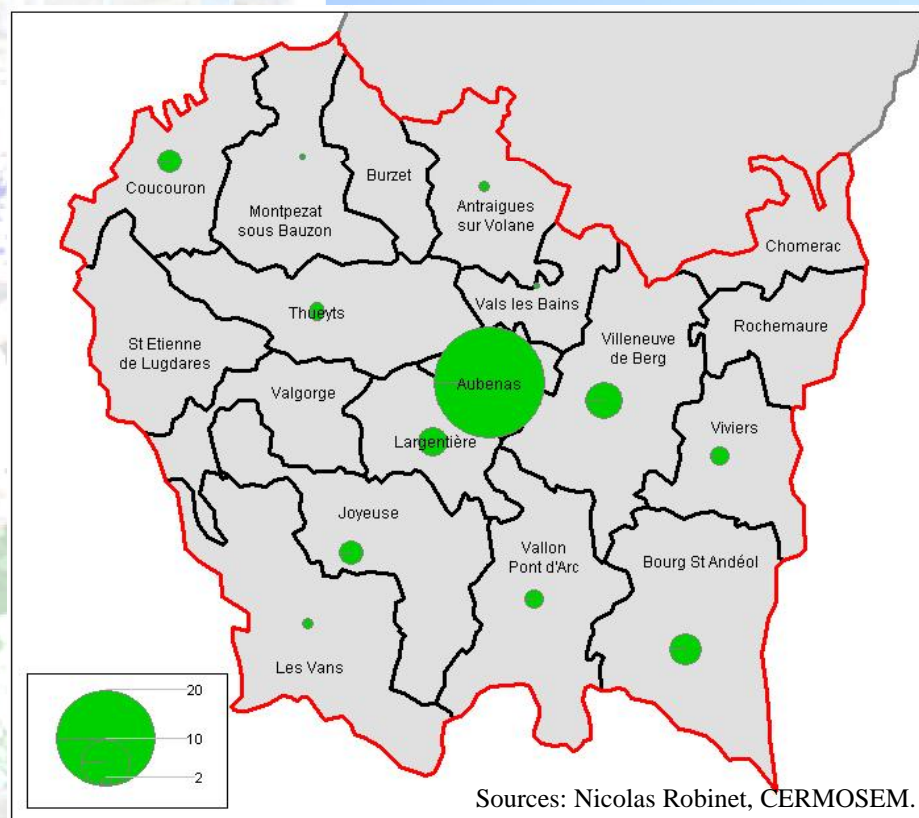 Coucouron
Montpezat
sous Bauzon
Burzet
Antraigues
sur Volane
Chomerac
Thueyts
Vals les Bains
Rochemaure
St Etienne
de Lugdares
Villeneuve
de Berg
Aubenas
Valgorge
Largentière
Viviers
Joyeuse
Vallon
Pont d'Arc
Bourg St Andéol
Les Vans
20
10
2
Sources: Nicolas Robinet, CERMOSEM.